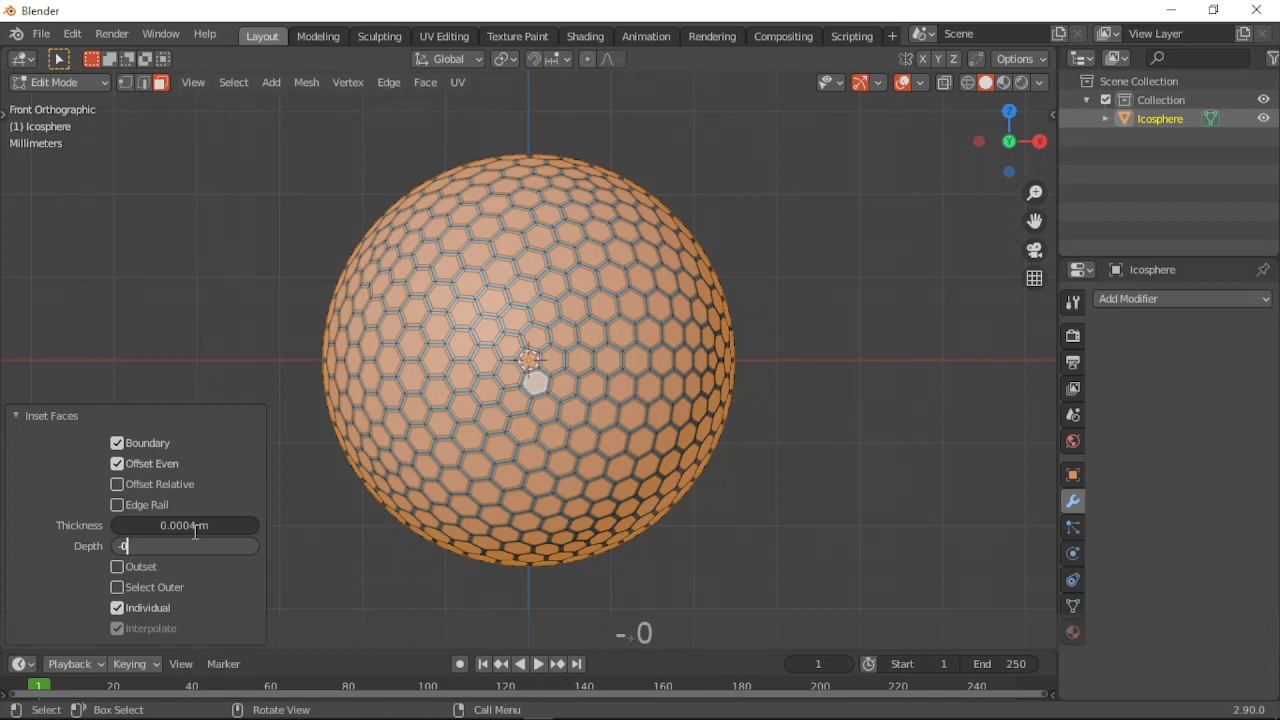 Blender
File Edit Render Window Help Layout Modeling Sculpting UV Editing Texture Paint Shading Animation Rendering Compositing Scripting + Scene View Layer
Global X Y Z Options
Edit Mode View Select Add Mesh Vertex Edge Face UV
Scene Collection
Collection
Icosphere
Front Orthographic
(1) Icosphere
Millimeters
Z
Y X
Icosphere
Add Modifier
Inset Faces
Boundary
Offset Even
Offset Relative
Edge Rail
Thickness 0.0004 m
Depth -0
Outset
Select Outer
Individual
Interpolate
- 0
Playback Keying View Marker 1 Start 1 End 250
1 20 40 60 80 100 120 140 160 180 200 220 240
Select Box Select Rotate View Call Menu 2.90.0